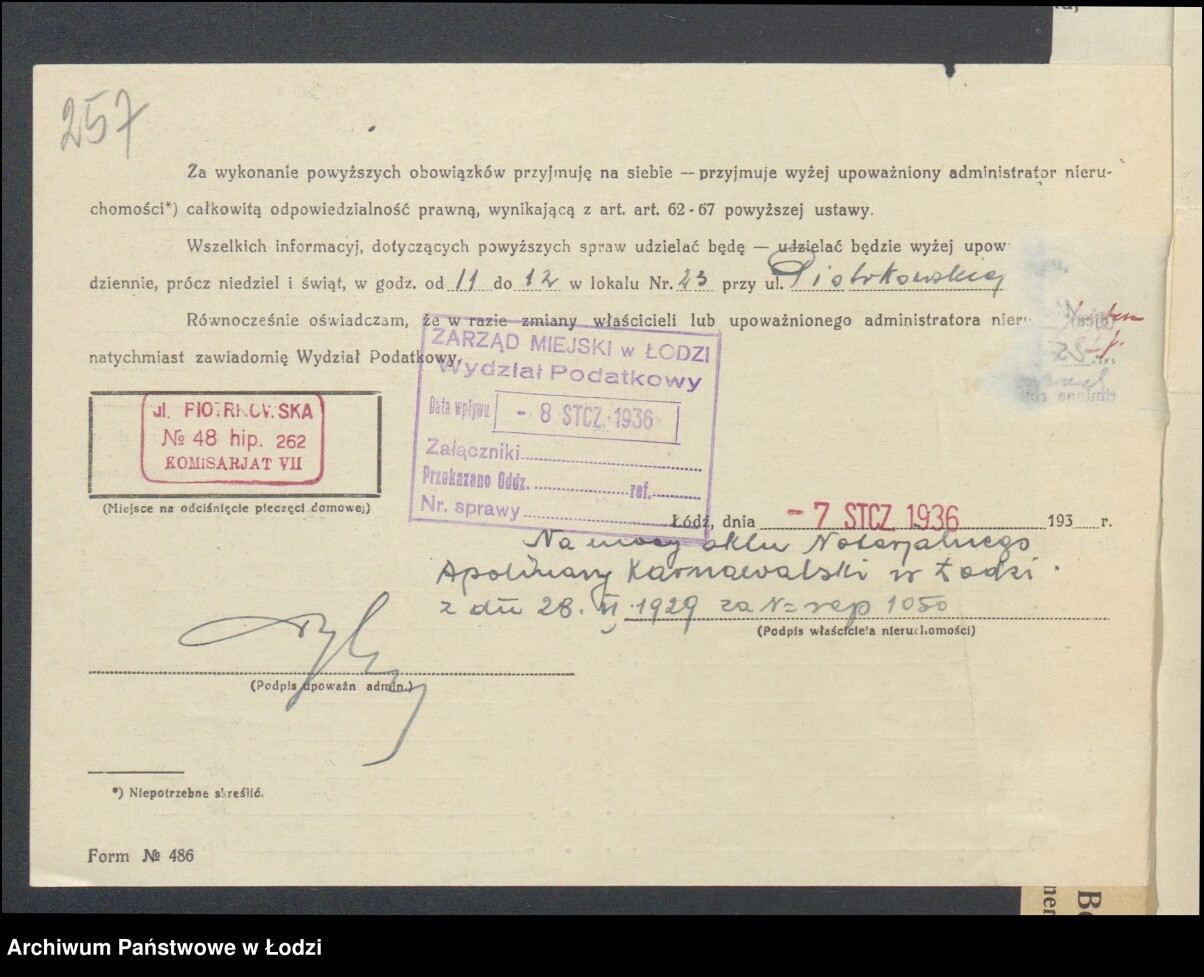 257
Za wykonanie powyższych obowiązków przyjmuję na siebie — przyjmuje wyżej upoważniony administrator nieru-
chomości*) całkowitą odpowiedzialność prawną, wynikającą z art. art. 62-67 powyższej ustawy.
Wszelkich informacyj, dotyczących powyższych spraw udzielać będę — udzielać będzie wyżej upow
dziennie, prócz niedziel i świąt, w godz. od 11 do 12 w lokalu Nr. 23 przy ul. Piotrkowskiej
Równocześnie oświadczam, że w razie zmiany właścicieli lub upoważnionego administratora nieru
natychmiast zawiadomię Wydział Podatkowy.
ZARZĄD MIEJSKI w ŁODZI
Wydział Podatkowy
Data wpływu - 8 STCZ. 1936
Załączniki
Przekazano Oddz. ref.
Nr. sprawy
ul. PIOTRKOWSKA
№ 48 hip. 262
KOMISARJAT VII
(Miejsce na odciśnięcie pieczęci domowej)
Łódź, dnia - 7 STCZ 1936 193 r.
Na mocy aktu Notarjalnego
Apolinary Karnawalski w Łodzi.
z dn 28. VI. 1929 za N= rep 1050
(Podpis właściciela nieruchomości)
(Podpis upoważn admin.)
*) Niepotrzebne skreślić.
Form № 486
Archiwum Państwowe w Łodzi